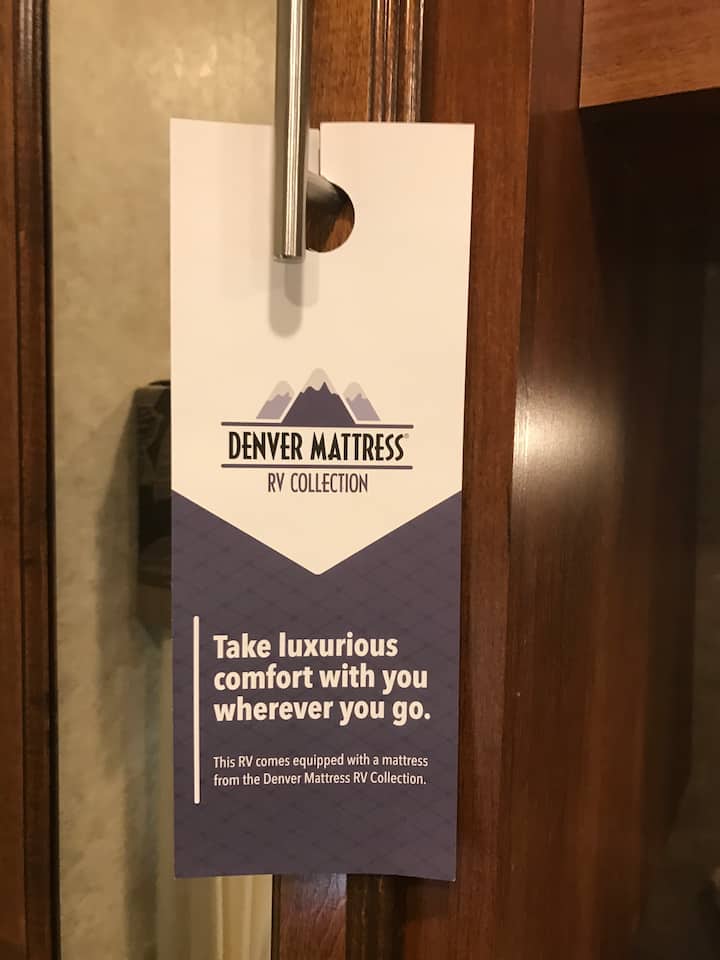 DENVER MATTRESS®
RV COLLECTION
Take luxurious
comfort with you
wherever you go.
This RV comes equipped with a mattress
from the Denver Mattress RV Collection.